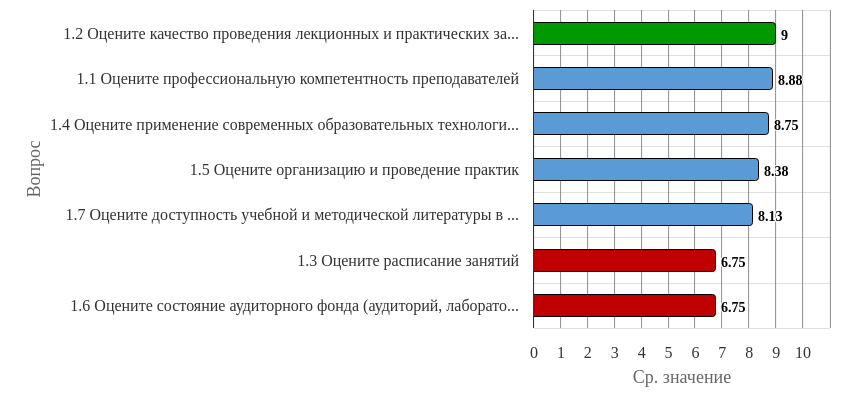 1.2 Оцените качество проведения лекционных и практических за...
9
1.1 Оцените профессиональную компетентность преподавателей
8.88
1.4 Оцените применение современных образовательных технологи...
8.75
1.5 Оцените организацию и проведение практик
8.38
1.7 Оцените доступность учебной и методической литературы в ...
8.13
1.3 Оцените расписание занятий
6.75
1.6 Оцените состояние аудиторного фонда (аудиторий, лаборато...
6.75
Вопрос
0 1 2 3 4 5 6 7 8 9 10
Ср. значение